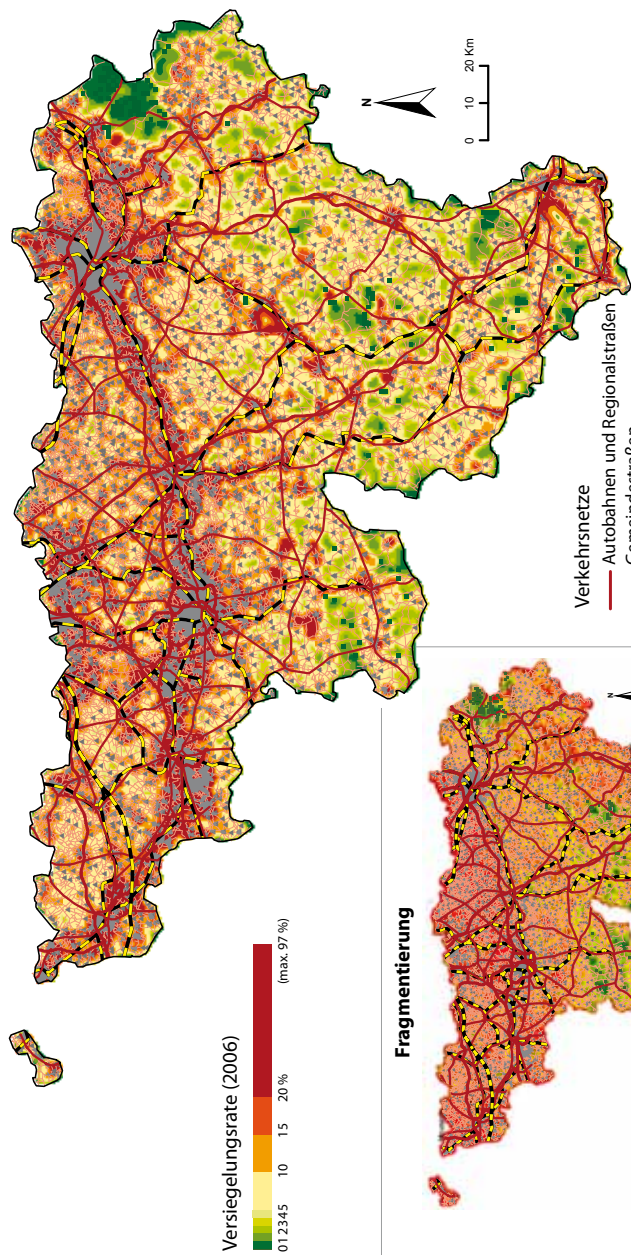 Versiegelungsrate (2006)
0 1 2 3 4 5 10 15 20 % (max. 97 %)
N
0 10 20 Km
Verkehrsnetze
Autobahnen und Regionalstraßen
Fragmentierung
N